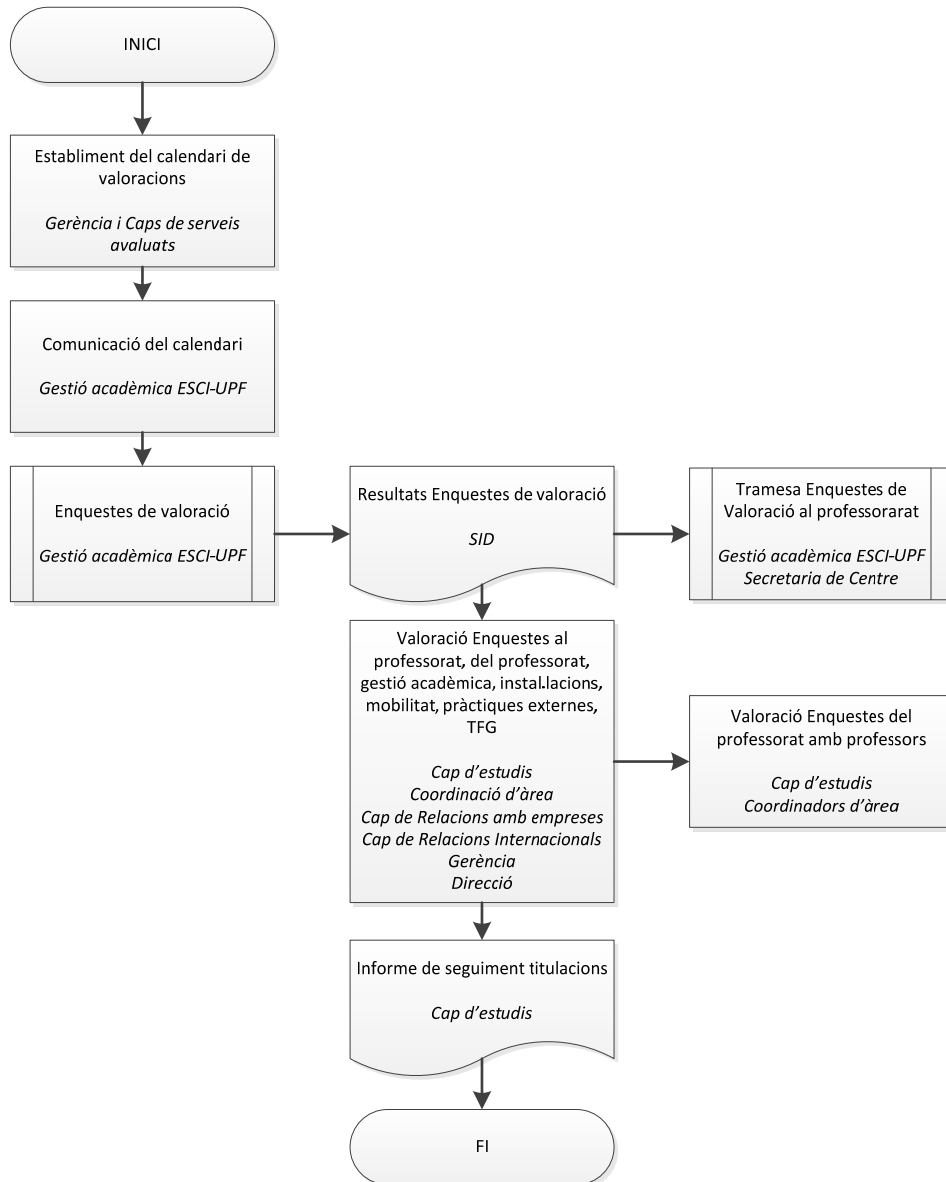 INICI
Establiment del calendari de
valoracions
Gerència i Caps de serveis
avaluats
Comunicació del calendari
Gestió acadèmica ESCI-UPF
Enquestes de valoració
Gestió acadèmica ESCI-UPF
Resultats Enquestes de valoració
SID
Tramesa Enquestes de
Valoració al professorarat
Gestió acadèmica ESCI-UPF
Secretaria de Centre
Valoració Enquestes al
professorat, del professorat,
gestió acadèmica, instal.lacions,
mobilitat, pràctiques externes,
TFG
Cap d’estudis
Coordinació d’àrea
Cap de Relacions amb empreses
Cap de Relacions Internacionals
Gerència
Direcció
Valoració Enquestes del
professorat amb professors
Cap d’estudis
Coordinadors d’àrea
Informe de seguiment titulacions
Cap d’estudis
FI